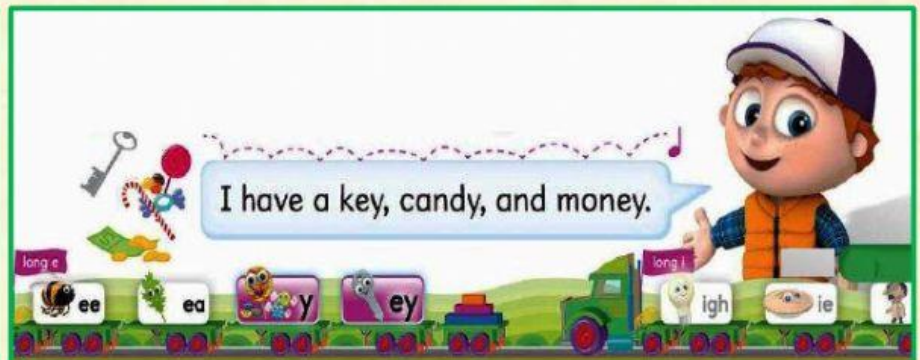 I have a key, candy, and money.
long e
long i
ee
ea
y
ey
igh
ie